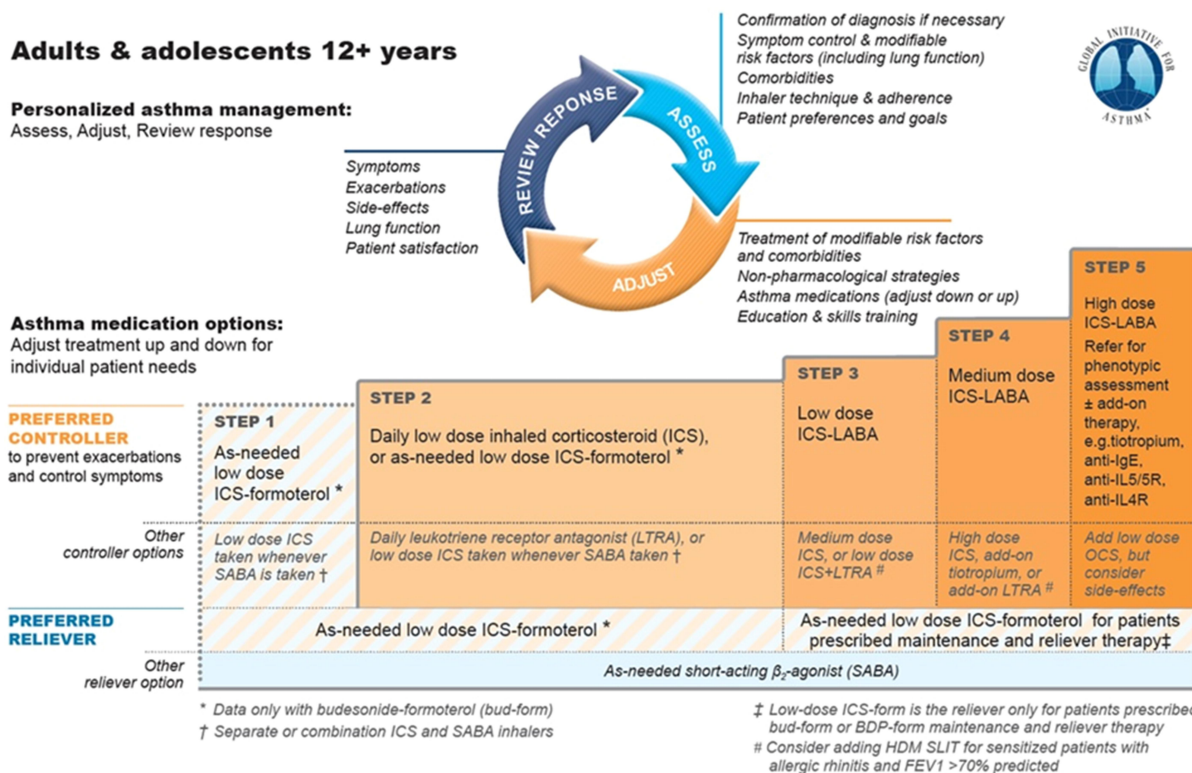 Adults & adolescents 12+ years
Personalized asthma management:
Assess, Adjust, Review response
REVIEW REPONSE
ASSESS
ADJUST
Confirmation of diagnosis if necessary
Symptom control & modifiable
risk factors (including lung function)
Comorbidities
Inhaler technique & adherence
Patient preferences and goals
GLOBAL INITIATIVE FOR
ASTHMA
Symptoms
Exacerbations
Side-effects
Lung function
Patient satisfaction
Treatment of modifiable risk factors
and comorbidities
Non-pharmacological strategies
Asthma medications (adjust down or up)
Education & skills training
Asthma medication options:
Adjust treatment up and down for
individual patient needs
PREFERRED
CONTROLLER
to prevent exacerbations
and control symptoms
STEP 1
As-needed
low dose
ICS-formoterol *
STEP 2
Daily low dose inhaled corticosteroid (ICS),
or as-needed low dose ICS-formoterol *
STEP 3
Low dose
ICS-LABA
STEP 4
Medium dose
ICS-LABA
STEP 5
High dose
ICS-LABA
Refer for
phenotypic
assessment
± add-on
therapy,
e.g.tiotropium,
anti-IgE,
anti-IL5/5R,
anti-IL4R
Other
controller options
Low dose ICS
taken whenever
SABA is taken †
Daily leukotriene receptor antagonist (LTRA), or
low dose ICS taken whenever SABA taken †
Medium dose
ICS, or low dose
ICS+LTRA #
High dose
ICS, add-on
tiotropium, or
add-on LTRA #
Add low dose
OCS, but
consider
side-effects
PREFERRED
RELIEVER
As-needed low dose ICS-formoterol *
As-needed low dose ICS-formoterol for patients
prescribed maintenance and reliever therapy‡
Other
reliever option
As-needed short-acting β₂-agonist (SABA)
* Data only with budesonide-formoterol (bud-form)
† Separate or combination ICS and SABA inhalers
‡ Low-dose ICS-form is the reliever only for patients prescribed
bud-form or BDP-form maintenance and reliever therapy
# Consider adding HDM SLIT for sensitized patients with
allergic rhinitis and FEV1 >70% predicted